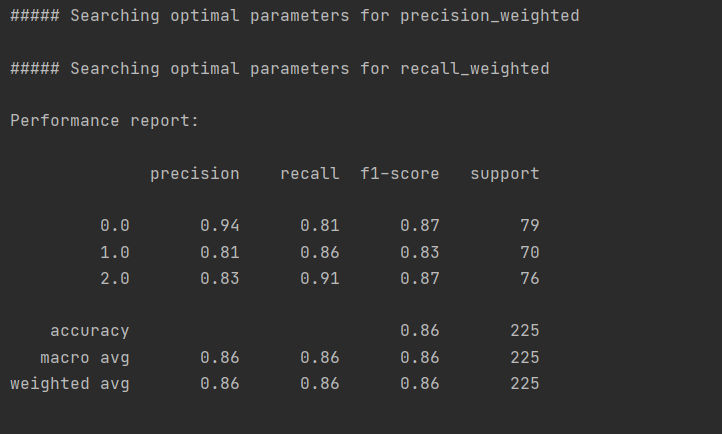 ##### Searching optimal parameters for precision_weighted
##### Searching optimal parameters for recall_weighted
Performance report:
precision recall f1-score support
0.0 0.94 0.81 0.87 79
1.0 0.81 0.86 0.83 70
2.0 0.83 0.91 0.87 76
accuracy 0.86 225
macro avg 0.86 0.86 0.86 225
weighted avg 0.86 0.86 0.86 225